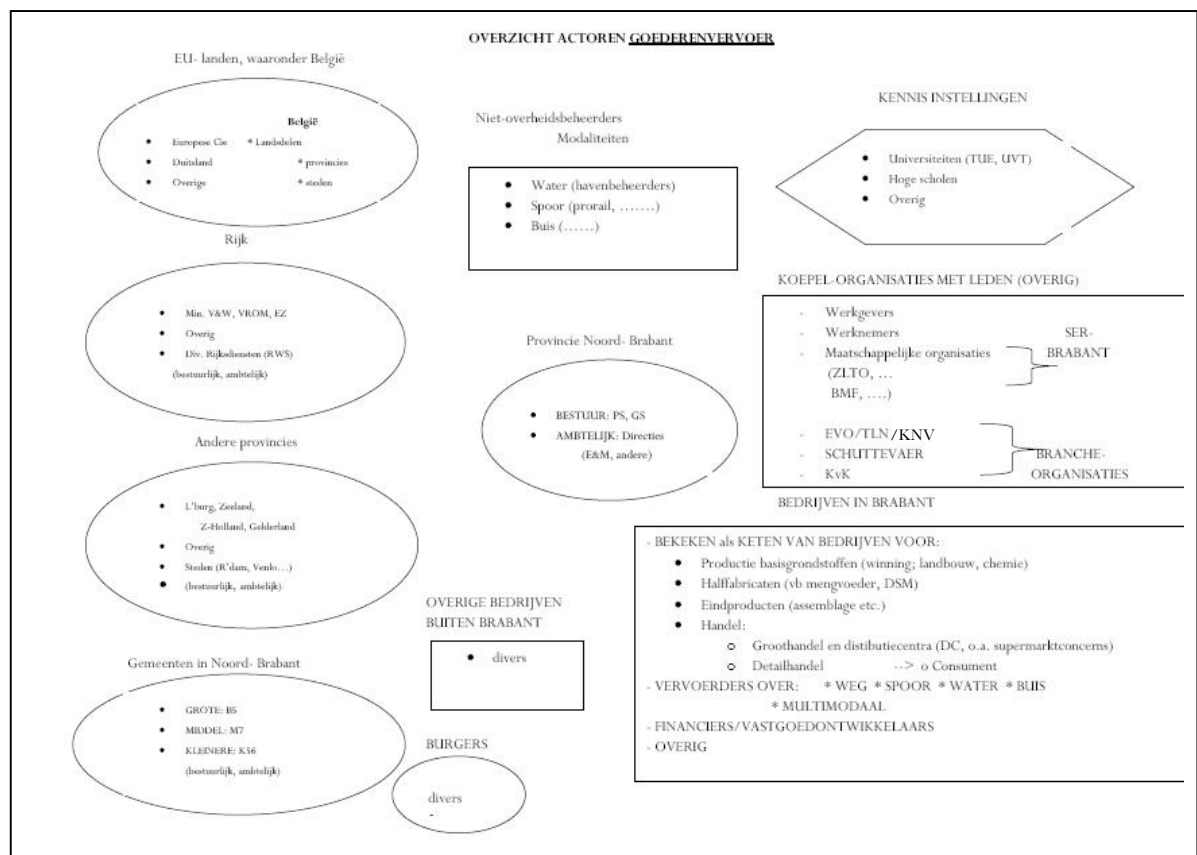 OVERZICHT ACTOREN GOEDERENVERVOER
EU- landen, waaronder België
België
• Europese Cie * Landsdelen
• Duitsland * provincies
• Overige * steden
Rijk
• Min. V&W, VROM, EZ
• Overig
• Div. Rijksdiensten (RWS)
(bestuurlijk, ambtelijk)
Andere provincies
• L'burg, Zeeland,
Z-Holland, Gelderland
• Overig
• Steden (R'dam, Venlo…)
• (bestuurlijk, ambtelijk)
Gemeenten in Noord- Brabant
• GROTE: B5
• MIDDEL: M7
• KLEINERE: K56
(bestuurlijk, ambtelijk)
Niet-overheidsbeheerders
Modaliteiten
• Water (havenbeheerders)
• Spoor (prorail, …….)
• Buis (……)
Provincie Noord- Brabant
• BESTUUR: PS, GS
• AMBTELIJK: Directies
(E&M, andere)
OVERIGE BEDRIJVEN
BUITEN BRABANT
• divers
BURGERS
divers
-
KENNIS INSTELLINGEN
• Universiteiten (TUE, UVT)
• Hoge scholen
• Overig
KOEPEL-ORGANISATIES MET LEDEN (OVERIG)
- Werkgevers
- Werknemers SER-
- Maatschappelijke organisaties BRABANT
(ZLTO, …
BMF, ….)
- EVO/TLN/KNV
- SCHUTTEVAER BRANCHE-
- KvK ORGANISATIES
BEDRIJVEN IN BRABANT
- BEKEKEN als KETEN VAN BEDRIJVEN VOOR:
• Productie basisgrondstoffen (winning; landbouw, chemie)
• Halffabricaten (vb mengvoeder, DSM)
• Eindproducten (assemblage etc.)
• Handel:
o Groothandel en distibutiecentra (DC, o.a. supermarktconcerns)
o Detailhandel --> o Consument
- VERVOERDERS OVER: * WEG * SPOOR * WATER * BUIS
* MULTIMODAAL
- FINANCIERS/VASTGOEDONTWIKKELAARS
- OVERIG